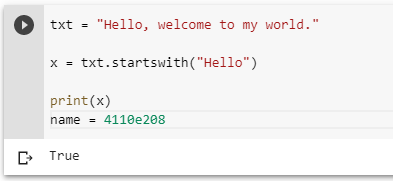 txt = "Hello, welcome to my world."
x = txt.startswith("Hello")
print(x)
name = 4110e208
True